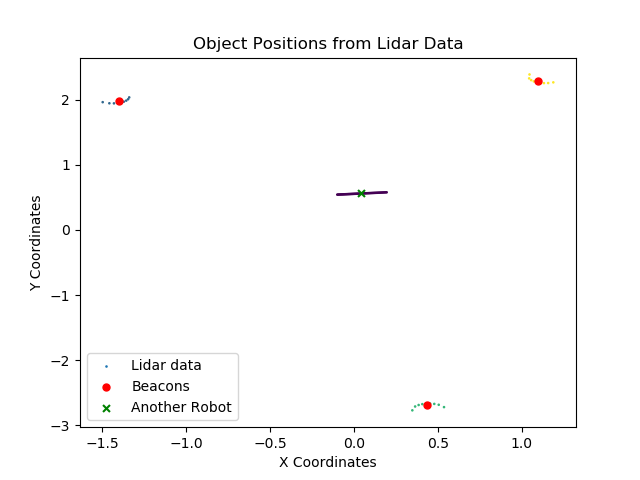 Object Positions from Lidar Data
Y Coordinates
2
1
0
−1
−2
−3
Lidar data
Beacons
Another Robot
−1.5
−1.0
−0.5
0.0
0.5
1.0
X Coordinates